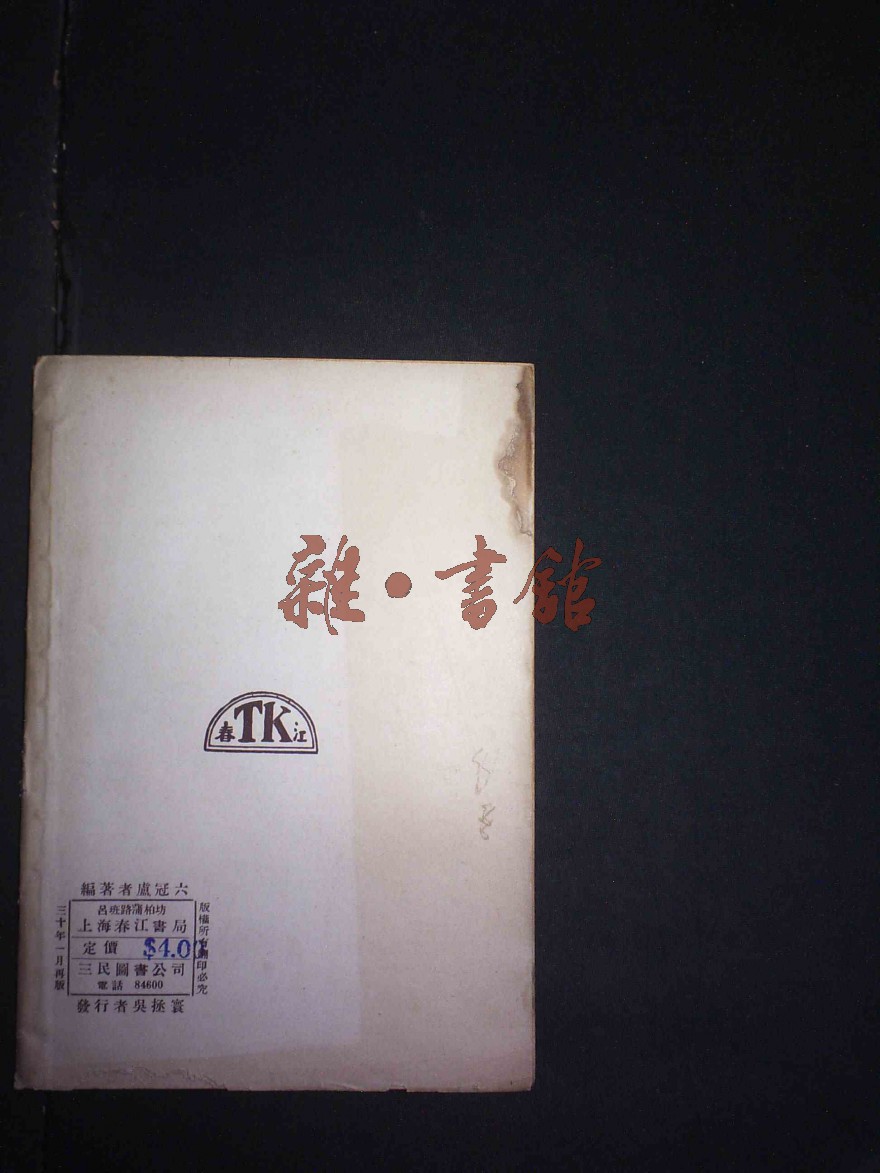 雜·書館
春TK江
編著者盧冠六
呂班路蒲柏坊
上海春江書局
定價 $4.00
三民圖書公司
電話 84600
發行者吳拯寰
版權所有翻印必究
三十年一月再版